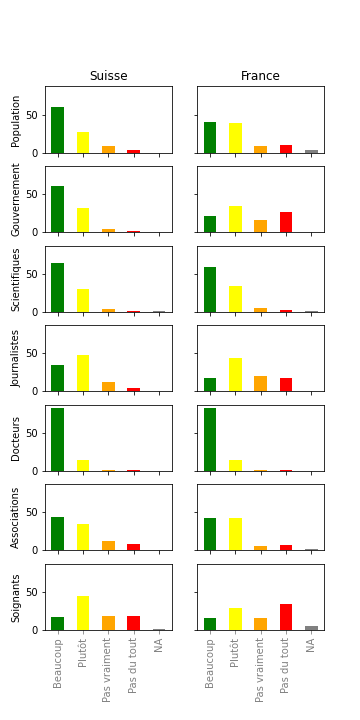 Suisse France
Population
50
0
Gouvernement
50
0
Scientifiques
50
0
Journalistes
50
0
Docteurs
50
0
Associations
50
0
Soignants
50
0
Beaucoup Plutôt Pas vraiment Pas du tout NA Beaucoup Plutôt Pas vraiment Pas du tout NA